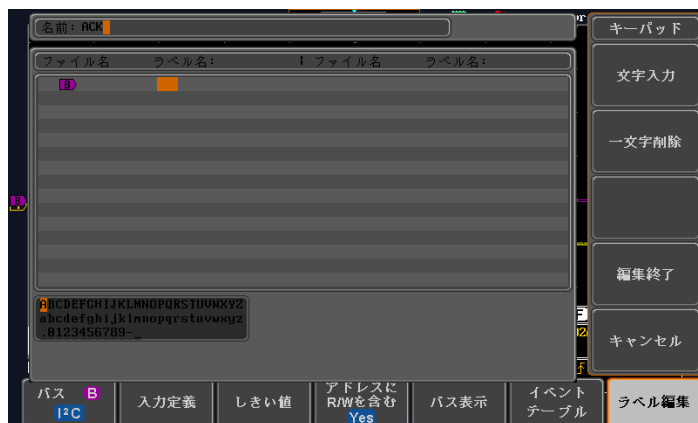 名前: ACK
キーパッド
ファイル名 ラベル名: ファイル名 ラベル名:
B
文字入力
一文字削除
編集終了
キャンセル
ABCDEFGHIJKLMNOPQRSTUVWXYZ
abcdefghijklmnopqrstuvwxyz
.0123456789-_
バス B
I²C
入力定義
しきい値
アドレスに
R/Wを含む
Yes
バス表示
イベント
テーブル
ラベル編集